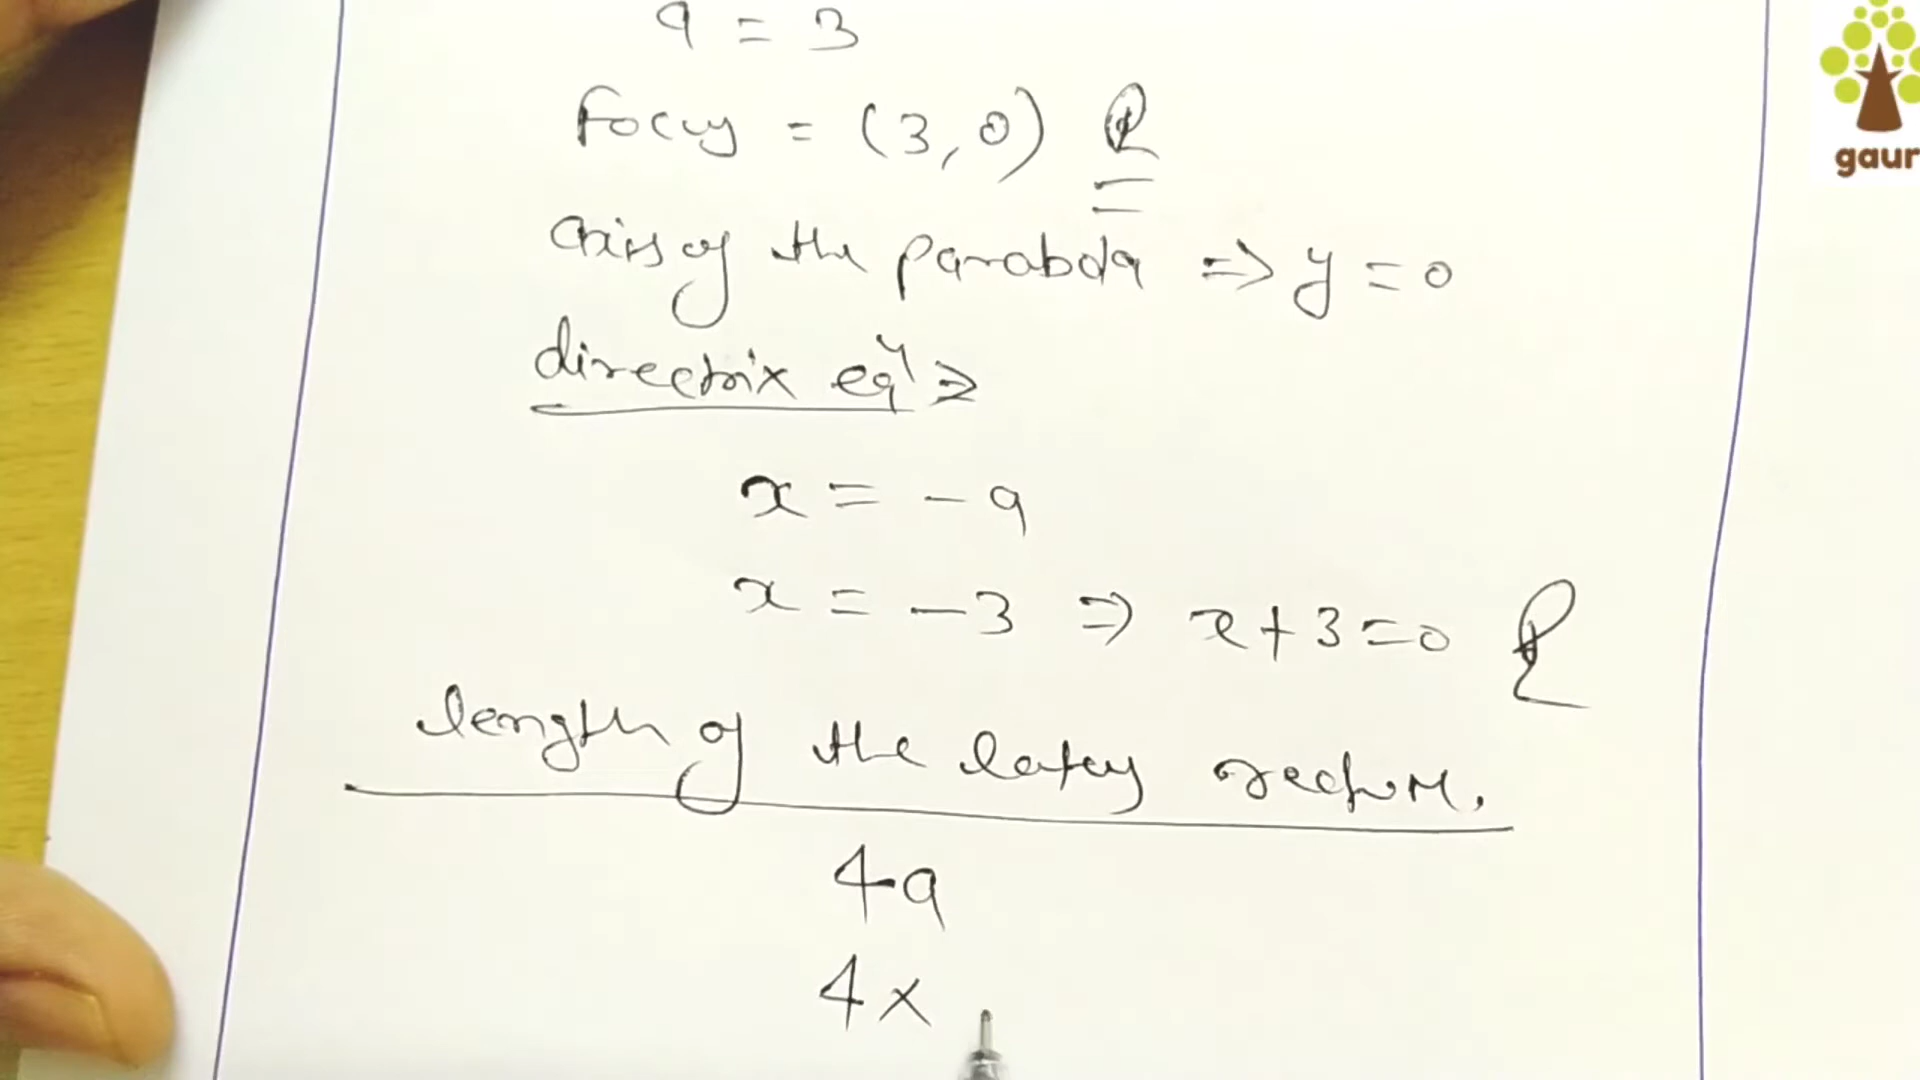 a = 3
focus = (3, 0)
gaur
axis of the parabola => y = 0
directrix eqⁿ =>
x = -a
x = -3 => x+3=0
length of the latus rectum.
4a
4x